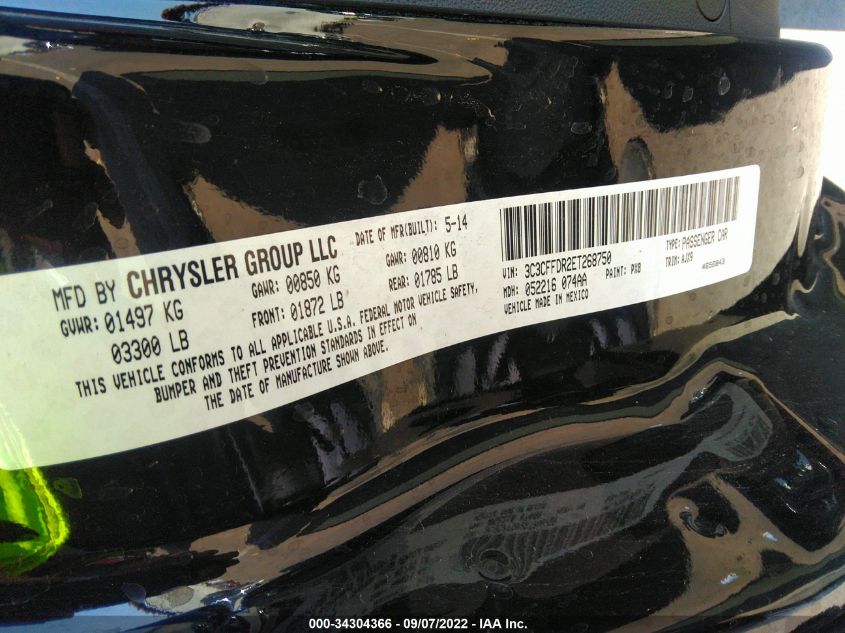 MFD BY CHRYSLER GROUP LLC
DATE OF MFR(BUILT): 5-14
GVWR: 01497 KG
GAWR: 00850 KG
GAWR: 00810 KG
03300 LB
FRONT: 01872 LB
REAR: 01785 LB
THIS VEHICLE CONFORMS TO ALL APPLICABLE U.S.A. FEDERAL MOTOR VEHICLE SAFETY,
BUMPER AND THEFT PREVENTION STANDARDS IN EFFECT ON
THE DATE OF MANUFACTURE SHOWN ABOVE.
VIN: 3C3CFFDR2ET268750
TYPE: PASSENGER CAR
MDH: 052216 074AA
PAINT: PXB
TRIM: AJX9
VEHICLE MADE IN MEXICO
4658043
000-34304366 - 09/07/2022 - IAA Inc.